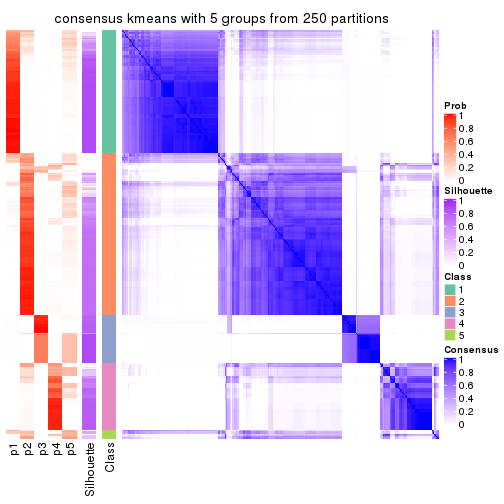 consensus kmeans with 5 groups from 250 partitions
Prob
1
0.8
0.6
0.4
0.2
0
Silhouette
1
0.8
0.6
0.4
0.2
0
Class
1
2
3
4
5
Consensus
1
0.8
0.6
0.4
0.2
0
p1
p2
p3
p4
p5
Silhouette
Class